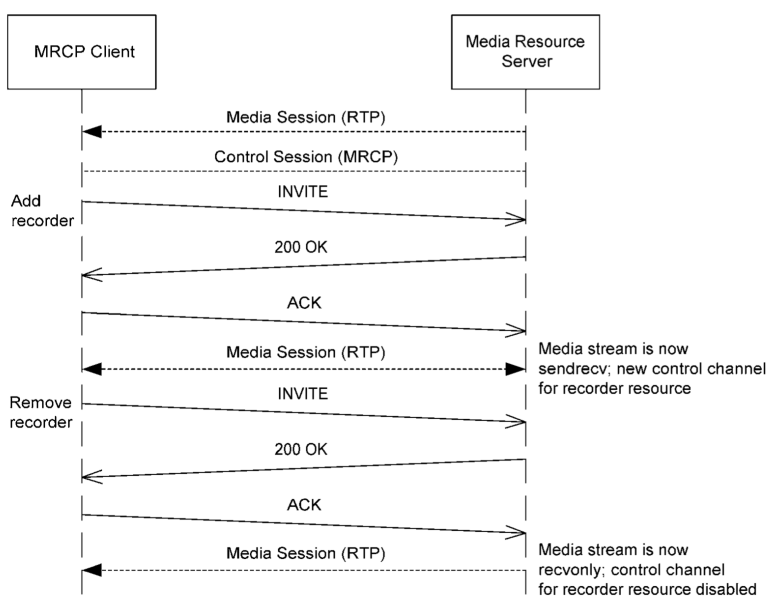 MRCP Client
Media Resource
Server
Media Session (RTP)
Control Session (MRCP)
Add
recorder
INVITE
200 OK
ACK
Media Session (RTP)
Media stream is now
sendrecv; new control channel
for recorder resource
Remove
recorder
INVITE
200 OK
ACK
Media Session (RTP)
Media stream is now
recvonly; control channel
for recorder resource disabled